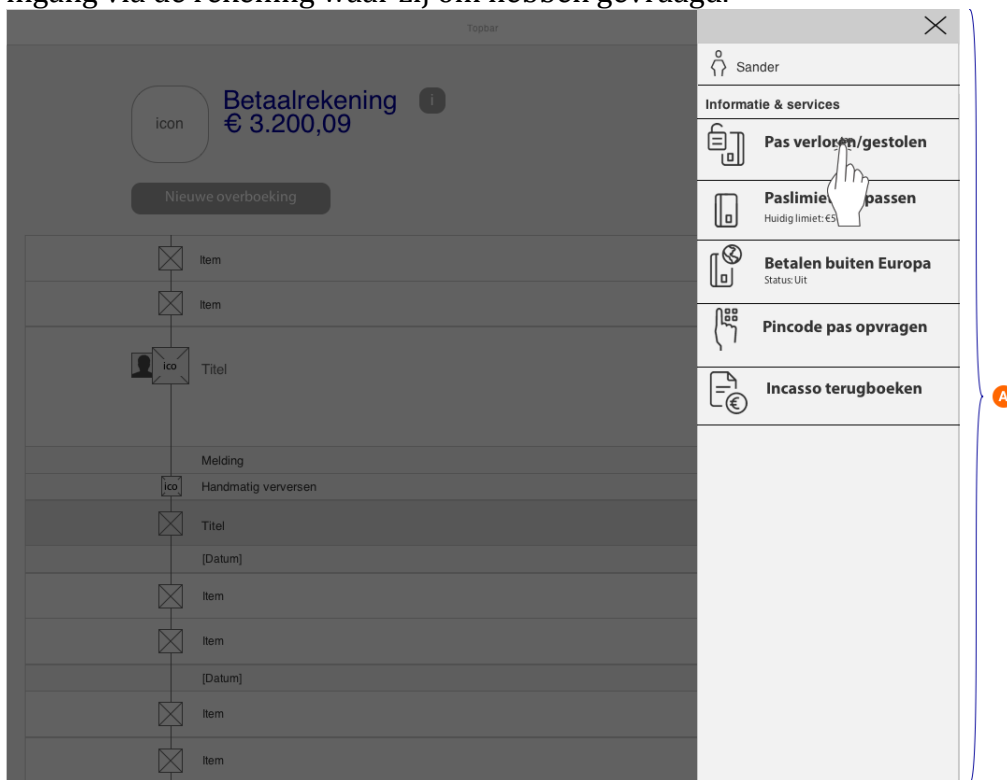 ingang via de rekening waar zij om hebben gevraagd.
Topbar
icon
Betaalrekening i
€ 3.200,09
Nieuwe overboeking
Item
Item
ico
Titel
Melding
ico
Handmatig verversen
Titel
[Datum]
Item
Item
[Datum]
Item
Item
Sander
Informatie & services
Pas verloren/gestolen
passen
Huidig limiet: €5
Betalen buiten Europa
Status: Uit
Pincode pas opvragen
Incasso terugboeken
A